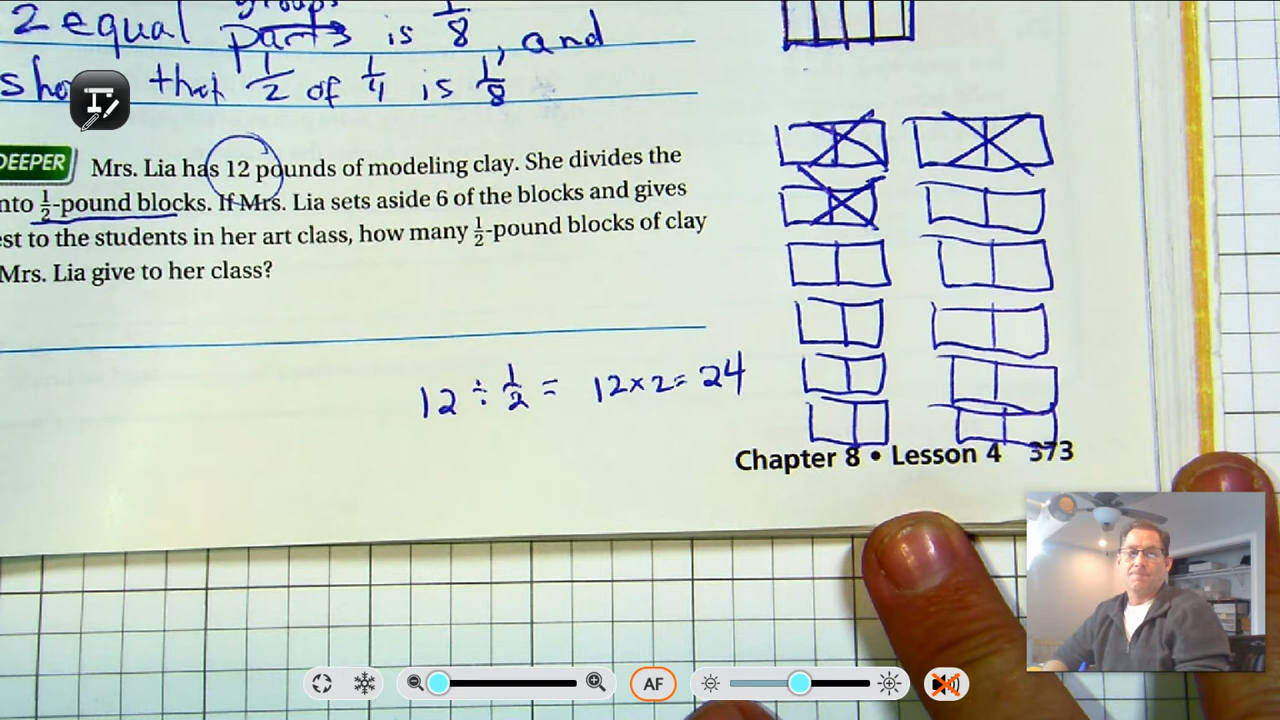 2 equal groups parts is 1/8, and
that 1/2 of 1/4 is 1/8
DEEPER Mrs. Lia has 12 pounds of modeling clay. She divides the
nto 1/2-pound blocks. If Mrs. Lia sets aside 6 of the blocks and gives
est to the students in her art class, how many 1/2-pound blocks of clay
Mrs. Lia give to her class?
12 ÷ 1/2 = 12 x 2 = 24
Chapter 8 • Lesson 4 373
AF